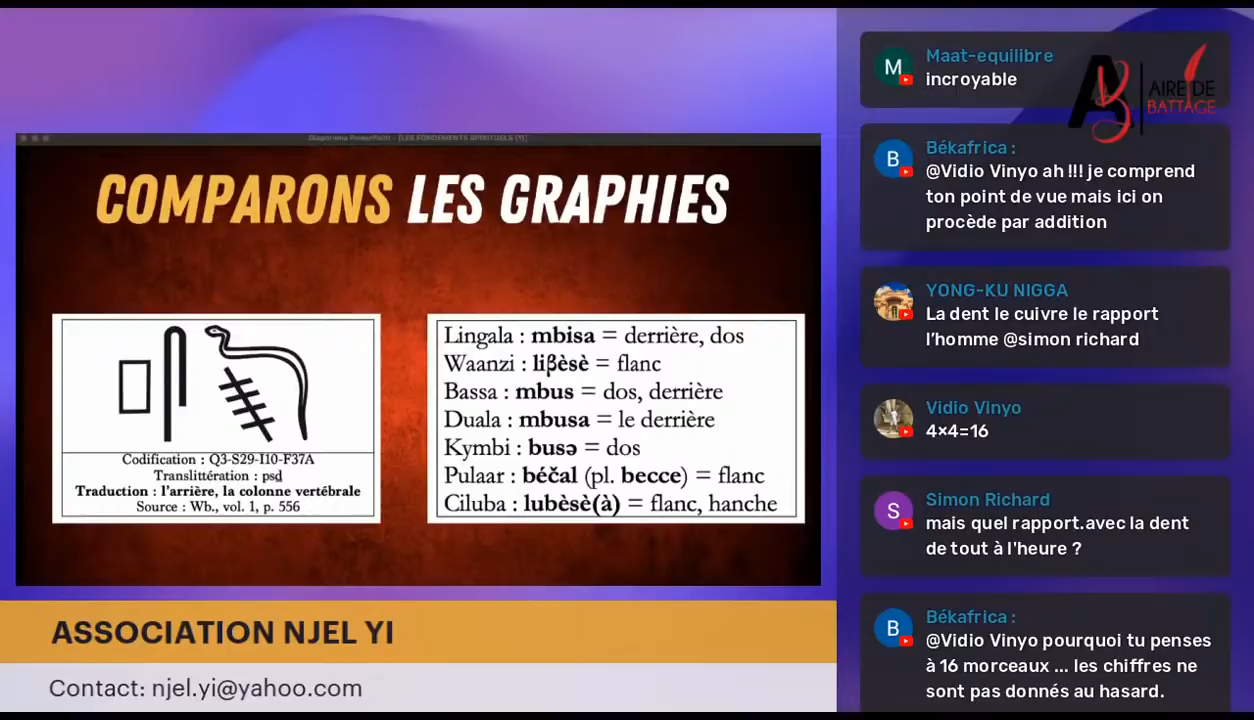 Diaporama PowerPoint - [LES FONDEMENTS SPIRITUELS (1)]
COMPARONS LES GRAPHIES
Codification : Q3-S29-I10-F37A
Translittération : psḏ
Traduction : l'arrière, la colonne vertébrale
Source : Wb., vol. 1, p. 556
Lingala : mbisa = derrière, dos
Waanzi : liβèsè = flanc
Bassa : mbus = dos, derrière
Duala : mbusa = le derrière
Kymbi : busə = dos
Pulaar : béčal (pl. becce) = flanc
Ciluba : lubèsè(à) = flanc, hanche
ASSOCIATION NJEL YI
Contact: njel.yi@yahoo.com
AIRE DE
BATTAGE
M
Maat-equilibre
incroyable
B
Békafrica :
@Vidio Vinyo ah !!! je comprend
ton point de vue mais ici on
procède par addition
YONG-KU NIGGA
La dent le cuivre le rapport
l’homme @simon richard
Vidio Vinyo
4×4=16
S
Simon Richard
mais quel rapport.avec la dent
de tout à l'heure ?
B
Békafrica :
@Vidio Vinyo pourquoi tu penses
à 16 morceaux ... les chiffres ne
sont pas donnés au hasard.